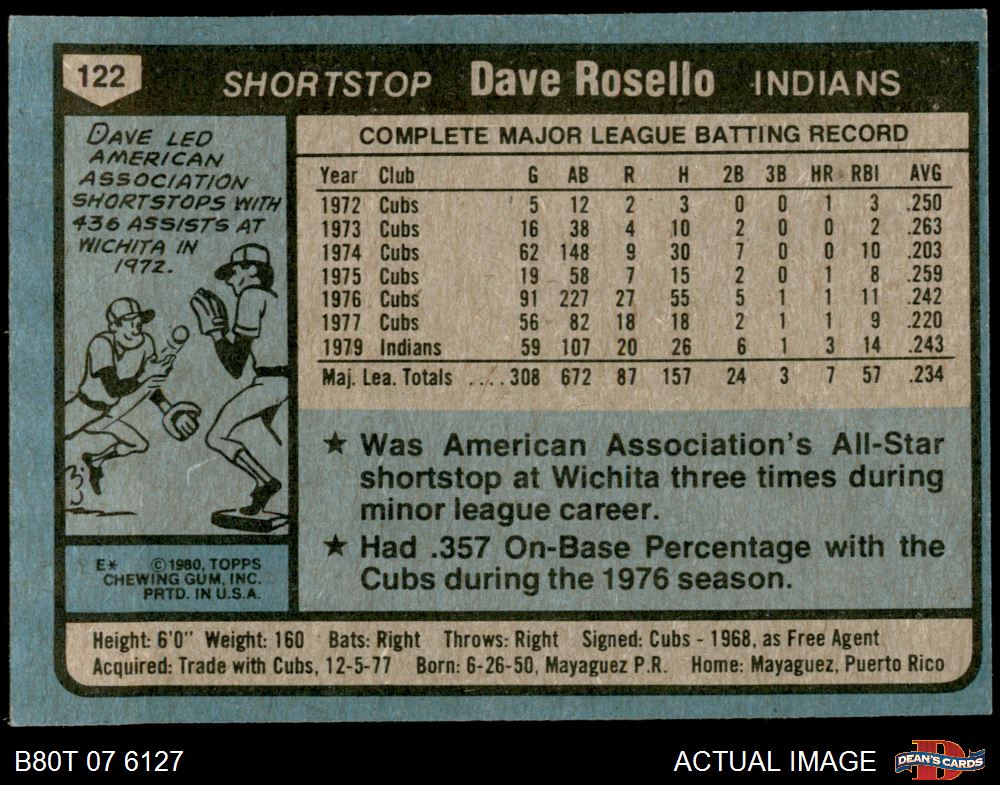 122 SHORTSTOP Dave Rosello INDIANS
DAVE LED
AMERICAN
ASSOCIATION
SHORTSTOPS WITH
436 ASSISTS AT
WICHITA IN
1972.
COMPLETE MAJOR LEAGUE BATTING RECORD
Year Club G AB R H 2B 3B HR RBI AVG
1972 Cubs 5 12 2 3 0 0 1 3 .250
1973 Cubs 16 38 4 10 2 0 0 2 .263
1974 Cubs 62 148 9 30 7 0 0 10 .203
1975 Cubs 19 58 7 15 2 0 1 8 .259
1976 Cubs 91 227 27 55 5 1 1 11 .242
1977 Cubs 56 82 18 18 2 1 1 9 .220
1979 Indians 59 107 20 26 6 1 3 14 .243
Maj. Lea. Totals ....308 672 87 157 24 3 7 57 .234
★ Was American Association's All-Star
shortstop at Wichita three times during
minor league career.
★ Had .357 On-Base Percentage with the
Cubs during the 1976 season.
E* ©1980, TOPPS
CHEWING GUM, INC.
PRTD. IN U.S.A.
Height: 6'0" Weight: 160 Bats: Right Throws: Right Signed: Cubs - 1968, as Free Agent
Acquired: Trade with Cubs, 12-5-77 Born: 6-26-50, Mayaguez P.R. Home: Mayaguez, Puerto Rico
B80T 07 6127 ACTUAL IMAGE D DEAN'S CARDS